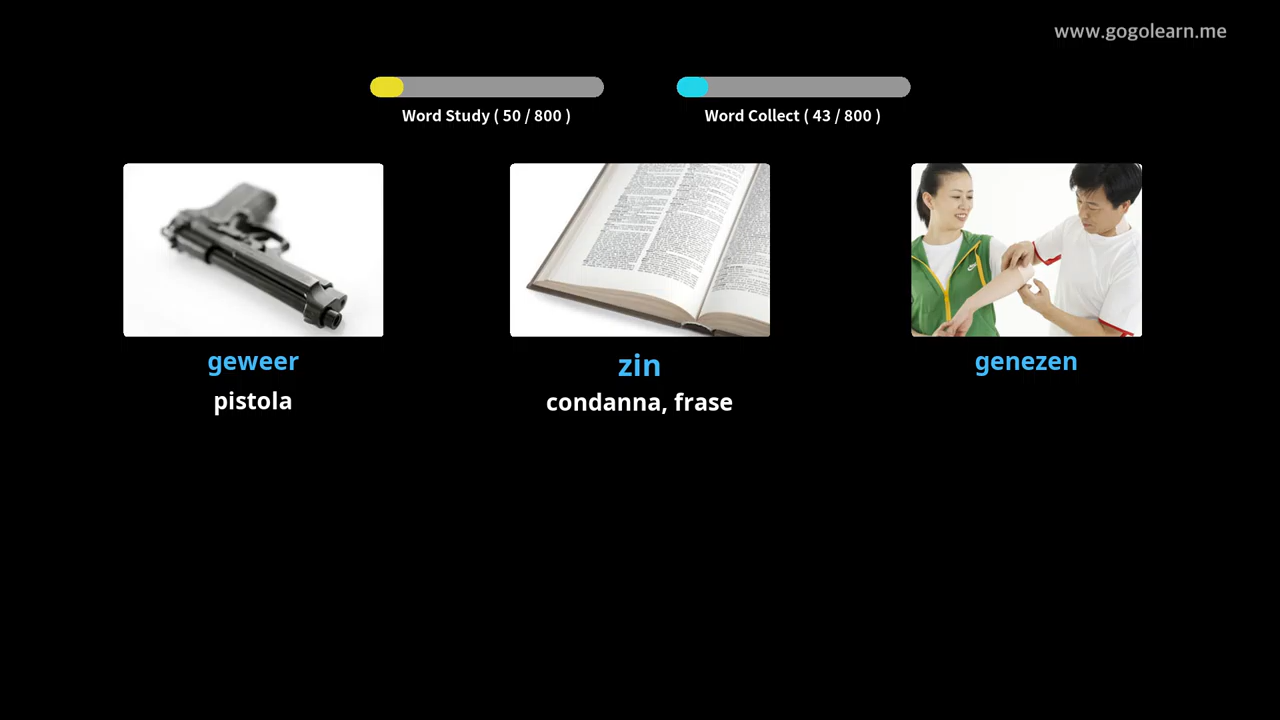 www.gogolearn.me
Word Study ( 50 / 800 )
Word Collect ( 43 / 800 )
geweer
pistola
zin
condanna, frase
genezen